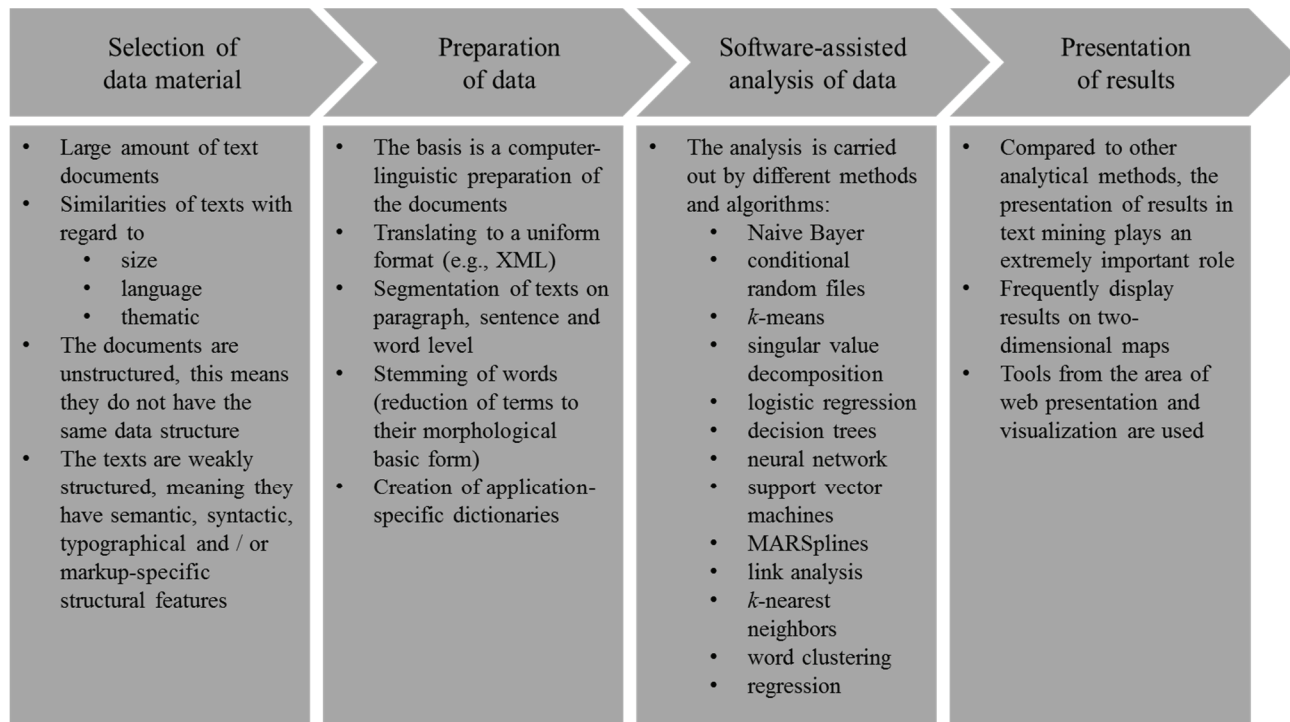 Selection of
data material
Preparation
of data
Software-assisted
analysis of data
Presentation
of results
• Large amount of text
documents
• Similarities of texts with
regard to
• size
• language
• thematic
• The documents are
unstructured, this means
they do not have the
same data structure
• The texts are weakly
structured, meaning they
have semantic, syntactic,
typographical and / or
markup-specific
structural features
• The basis is a computer-
linguistic preparation of
the documents
• Translating to a uniform
format (e.g., XML)
• Segmentation of texts on
paragraph, sentence and
word level
• Stemming of words
(reduction of terms to
their morphological
basic form)
• Creation of application-
specific dictionaries
• The analysis is carried
out by different methods
and algorithms:
• Naive Bayer
• conditional
random files
• k-means
• singular value
decomposition
• logistic regression
• decision trees
• neural network
• support vector
machines
• MARSplines
• link analysis
• k-nearest
neighbors
• word clustering
• regression
• Compared to other
analytical methods, the
presentation of results in
text mining plays an
extremely important role
• Frequently display
results on two-
dimensional maps
• Tools from the area of
web presentation and
visualization are used